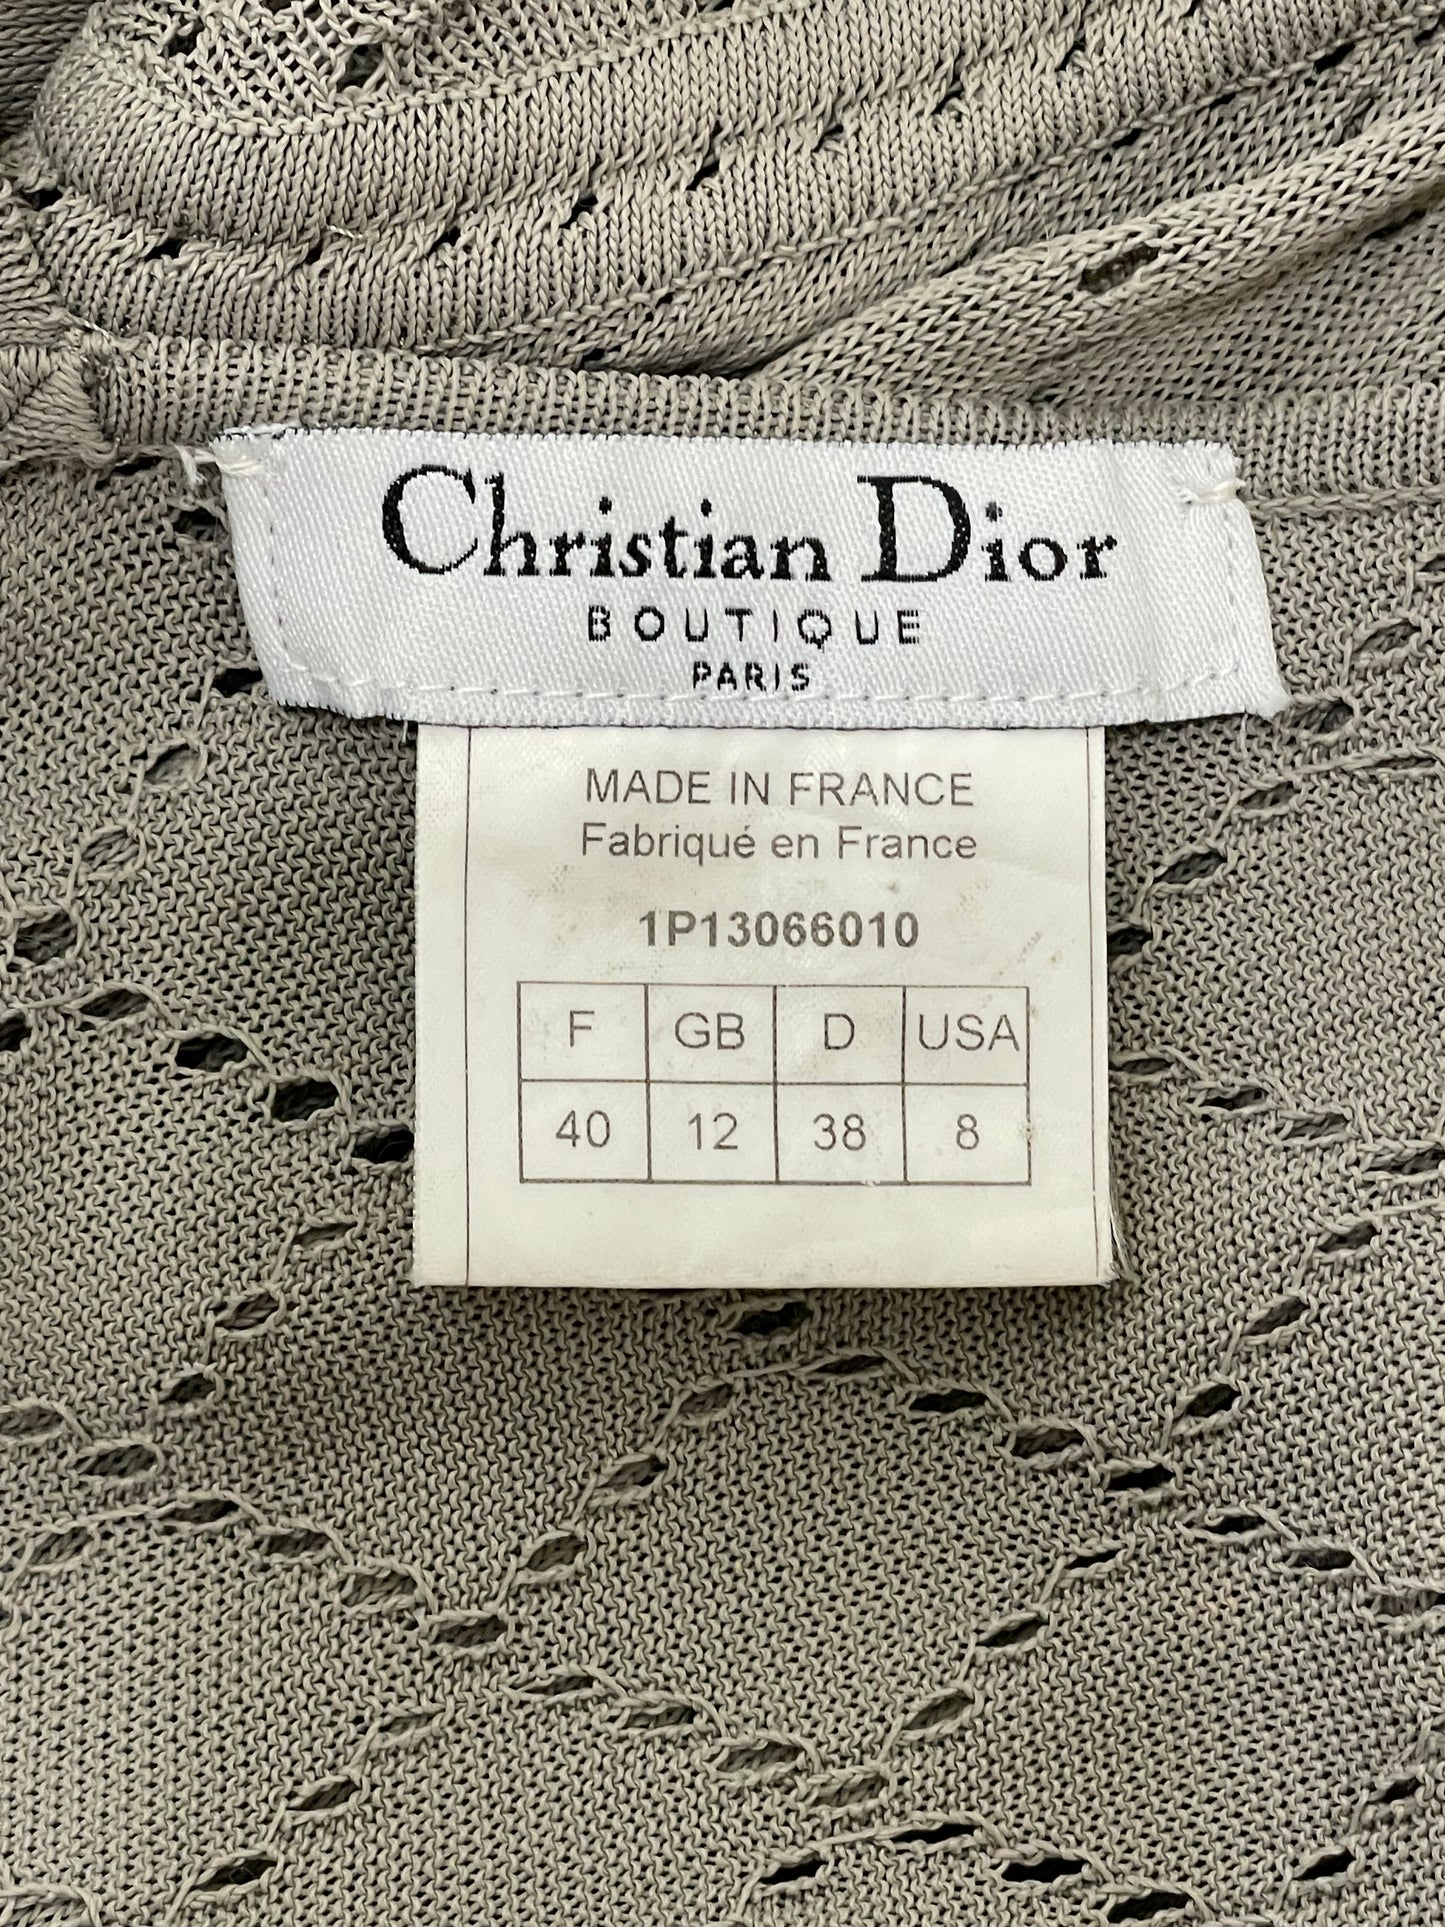 Christian Dior
BOUTIQUE
PARIS
MADE IN FRANCE
Fabriqué en France
1P13066010
F GB D USA
40 12 38 8